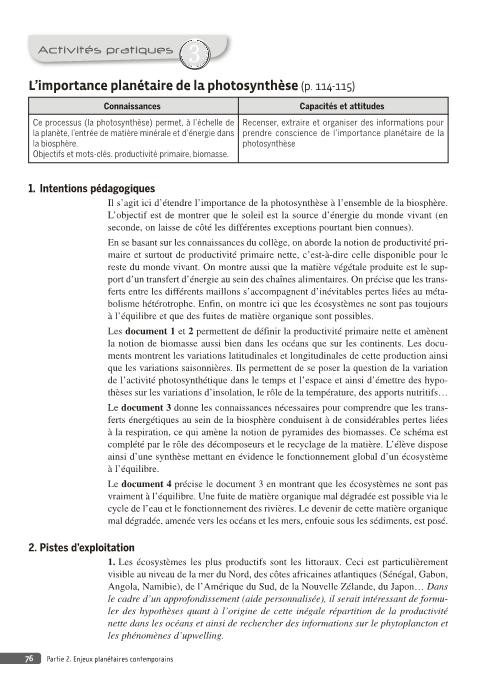 Activités pratiques 3
L'importance planétaire de la photosynthèse (p. 114-115)
Connaissances
Capacités et attitudes
Ce processus (la photosynthèse) permet, à l'échelle de
la planète, l'entrée de matière minérale et d'énergie dans
la biosphère.
Objectifs et mots-clés. productivité primaire, biomasse.
Recenser, extraire et organiser des informations pour
prendre conscience de l'importance planétaire de la
photosynthèse
1. Intentions pédagogiques
Il s'agit ici d'étendre l'importance de la photosynthèse à l'ensemble de la biosphère.
L'objectif est de montrer que le soleil est la source d'énergie du monde vivant (en
seconde, on laisse de côté les différentes exceptions pourtant bien connues).
En se basant sur les connaissances du collège, on aborde la notion de productivité pri-
maire et surtout de productivité primaire nette, c'est-à-dire celle disponible pour le
reste du monde vivant. On montre aussi que la matière végétale produite est le sup-
port d'un transfert d'énergie au sein des chaînes alimentaires. On précise que les trans-
ferts entre les différents maillons s'accompagnent d'inévitables pertes liées au méta-
bolisme hétérotrophe. Enfin, on montre ici que les écosystèmes ne sont pas toujours
à l'équilibre et que des fuites de matière organique sont possibles.
Les document 1 et 2 permettent de définir la productivité primaire nette et amènent
la notion de biomasse aussi bien dans les océans que sur les continents. Les docu-
ments montrent les variations latitudinales et longitudinales de cette production ainsi
que les variations saisonnières. Ils permettent de se poser la question de la variation
de l'activité photosynthétique dans le temps et l'espace et ainsi d'émettre des hypo-
thèses sur les variations d'insolation, le rôle de la température, des apports nutritifs…
Le document 3 donne les connaissances nécessaires pour comprendre que les trans-
ferts énergétiques au sein de la biosphère conduisent à de considérables pertes liées
à la respiration, ce qui amène la notion de pyramides des biomasses. Ce schéma est
complété par le rôle des décomposeurs et le recyclage de la matière. L'élève dispose
ainsi d'une synthèse mettant en évidence le fonctionnement global d'un écosystème
à l'équilibre.
Le document 4 précise le document 3 en montrant que les écosystèmes ne sont pas
vraiment à l'équilibre. Une fuite de matière organique mal dégradée est possible via le
cycle de l'eau et le fonctionnement des rivières. Le devenir de cette matière organique
mal dégradée, amenée vers les océans et les mers, enfouie sous les sédiments, est posé.
2. Pistes d'exploitation
1. Les écosystèmes les plus productifs sont les littoraux. Ceci est particulièrement
visible au niveau de la mer du Nord, des côtes africaines atlantiques (Sénégal, Gabon,
Angola, Namibie), de l'Amérique du Sud, de la Nouvelle Zélande, du Japon… Dans
le cadre d'un approfondissement (aide personnalisée), il serait intéressant de formu-
ler des hypothèses quant à l'origine de cette inégale répartition de la productivité
nette dans les océans et ainsi de rechercher des informations sur le phytoplancton et
les phénomènes d'upwelling.
76 Partie 2. Enjeux planétaires contemporains